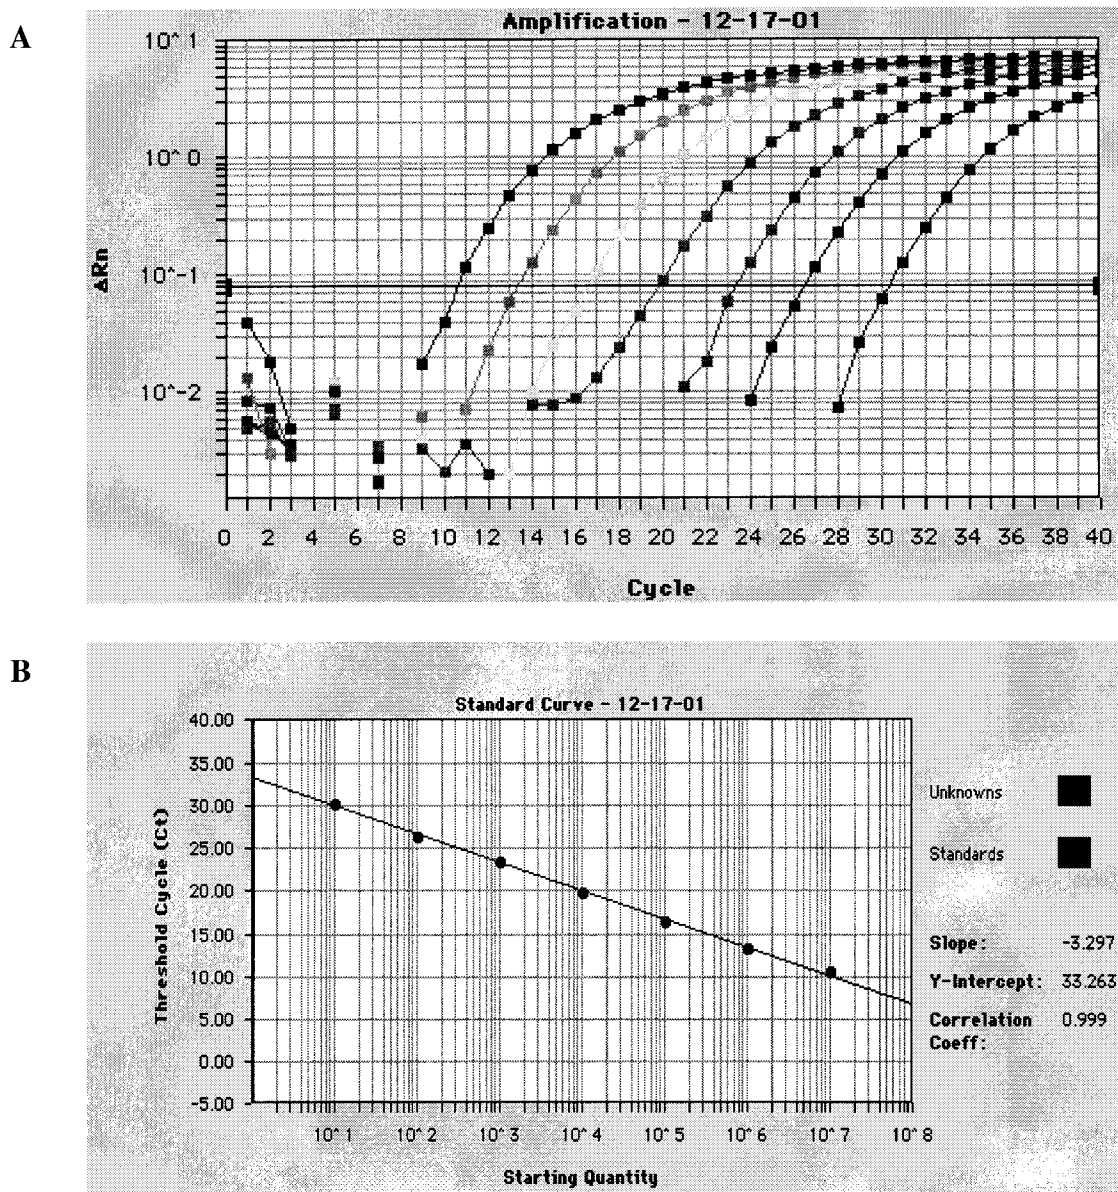 A
Amplification - 12-17-01
10^ 1
10^ 0
10^-1
10^-2
ΔRn
0 2 4 6 8 10 12 14 16 18 20 22 24 26 28 30 32 34 36 38 40
Cycle
B
Standard Curve - 12-17-01
40.00
35.00
30.00
25.00
20.00
15.00
10.00
5.00
0.00
-5.00
Threshold Cycle (Ct)
10^ 1 10^ 2 10^ 3 10^ 4 10^ 5 10^ 6 10^ 7 10^ 8
Starting Quantity
Unknowns
Standards
Slope: -3.297
Y-Intercept: 33.263
Correlation 0.999
Coeff: